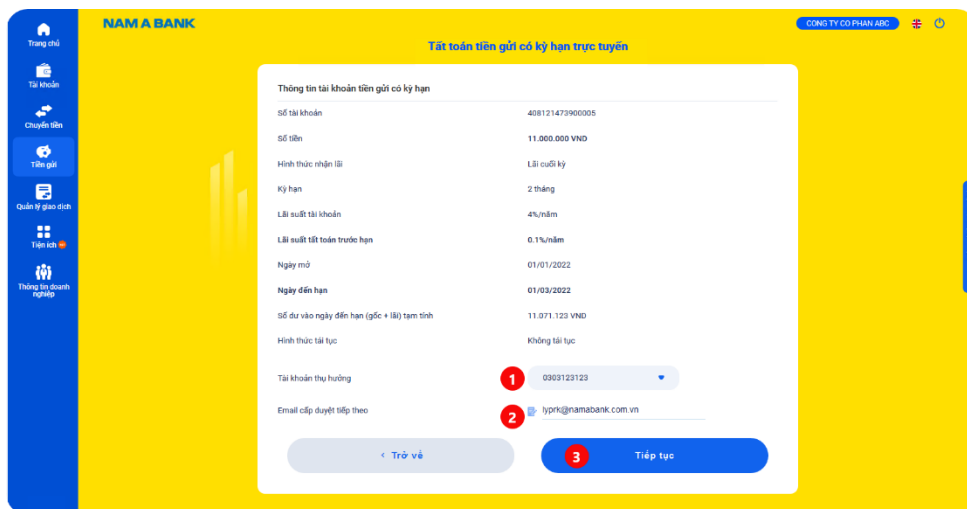 NAM A BANK
CONG TY CO PHAN ABC
Trang chủ
Tài khoản
Chuyển tiền
Tiền gửi
Quản lý giao dịch
Tiện ích
Thông tin doanh
nghiệp
Tất toán tiền gửi có kỳ hạn trực tuyến
Thông tin tài khoản tiền gửi có kỳ hạn
Số tài khoản 408121473900005
Số tiền 11.000.000 VND
Hình thức nhận lãi Lãi cuối kỳ
Kỳ hạn 2 tháng
Lãi suất tài khoản 4%/năm
Lãi suất tất toán trước hạn 0.1%/năm
Ngày mở 01/01/2022
Ngày đến hạn 01/03/2022
Số dư vào ngày đến hạn (gốc + lãi) tạm tính 11.071.123 VND
Hình thức tái tục Không tái tục
Tài khoản thụ hưởng 1 0303123123
Email cấp duyệt tiếp theo 2 lyprk@namabank.com.vn
< Trở về 3 Tiếp tục